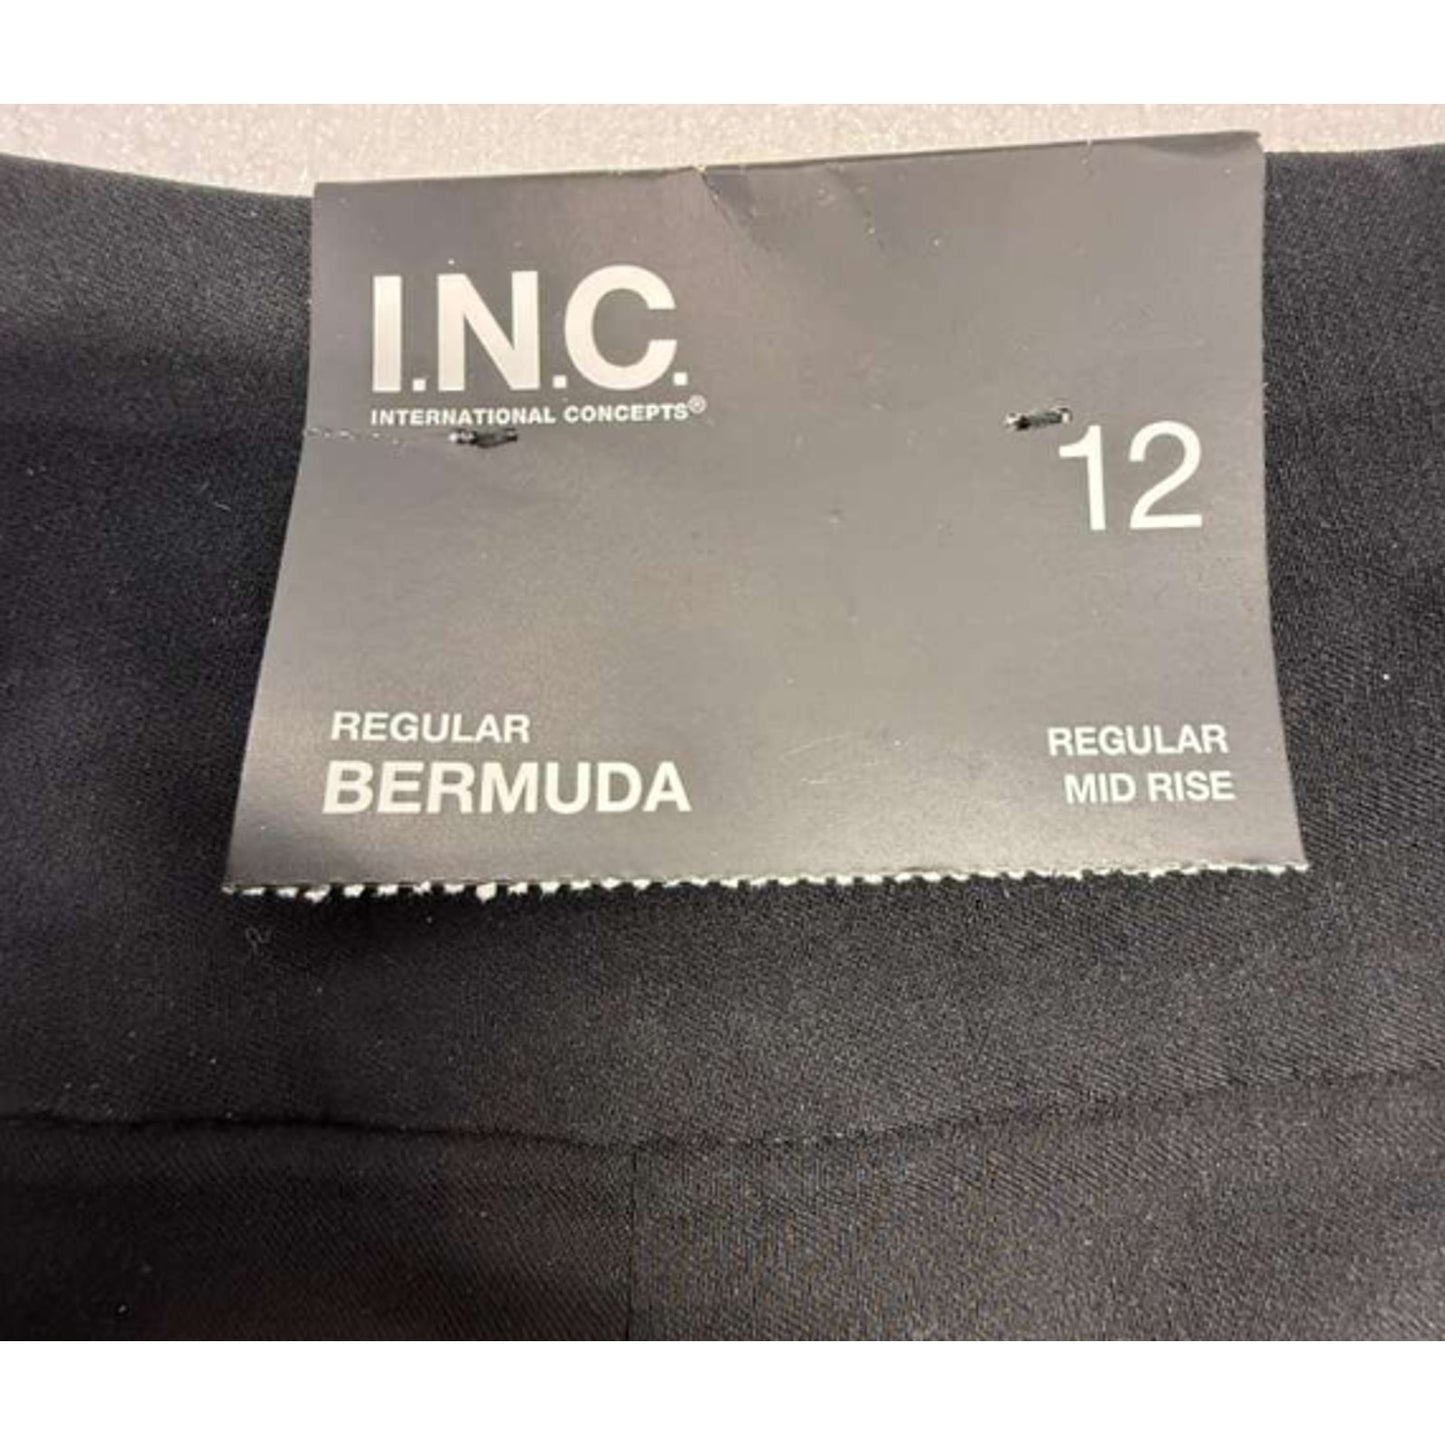 I.N.C.
INTERNATIONAL CONCEPTS®
12
REGULAR
BERMUDA
REGULAR
MID RISE